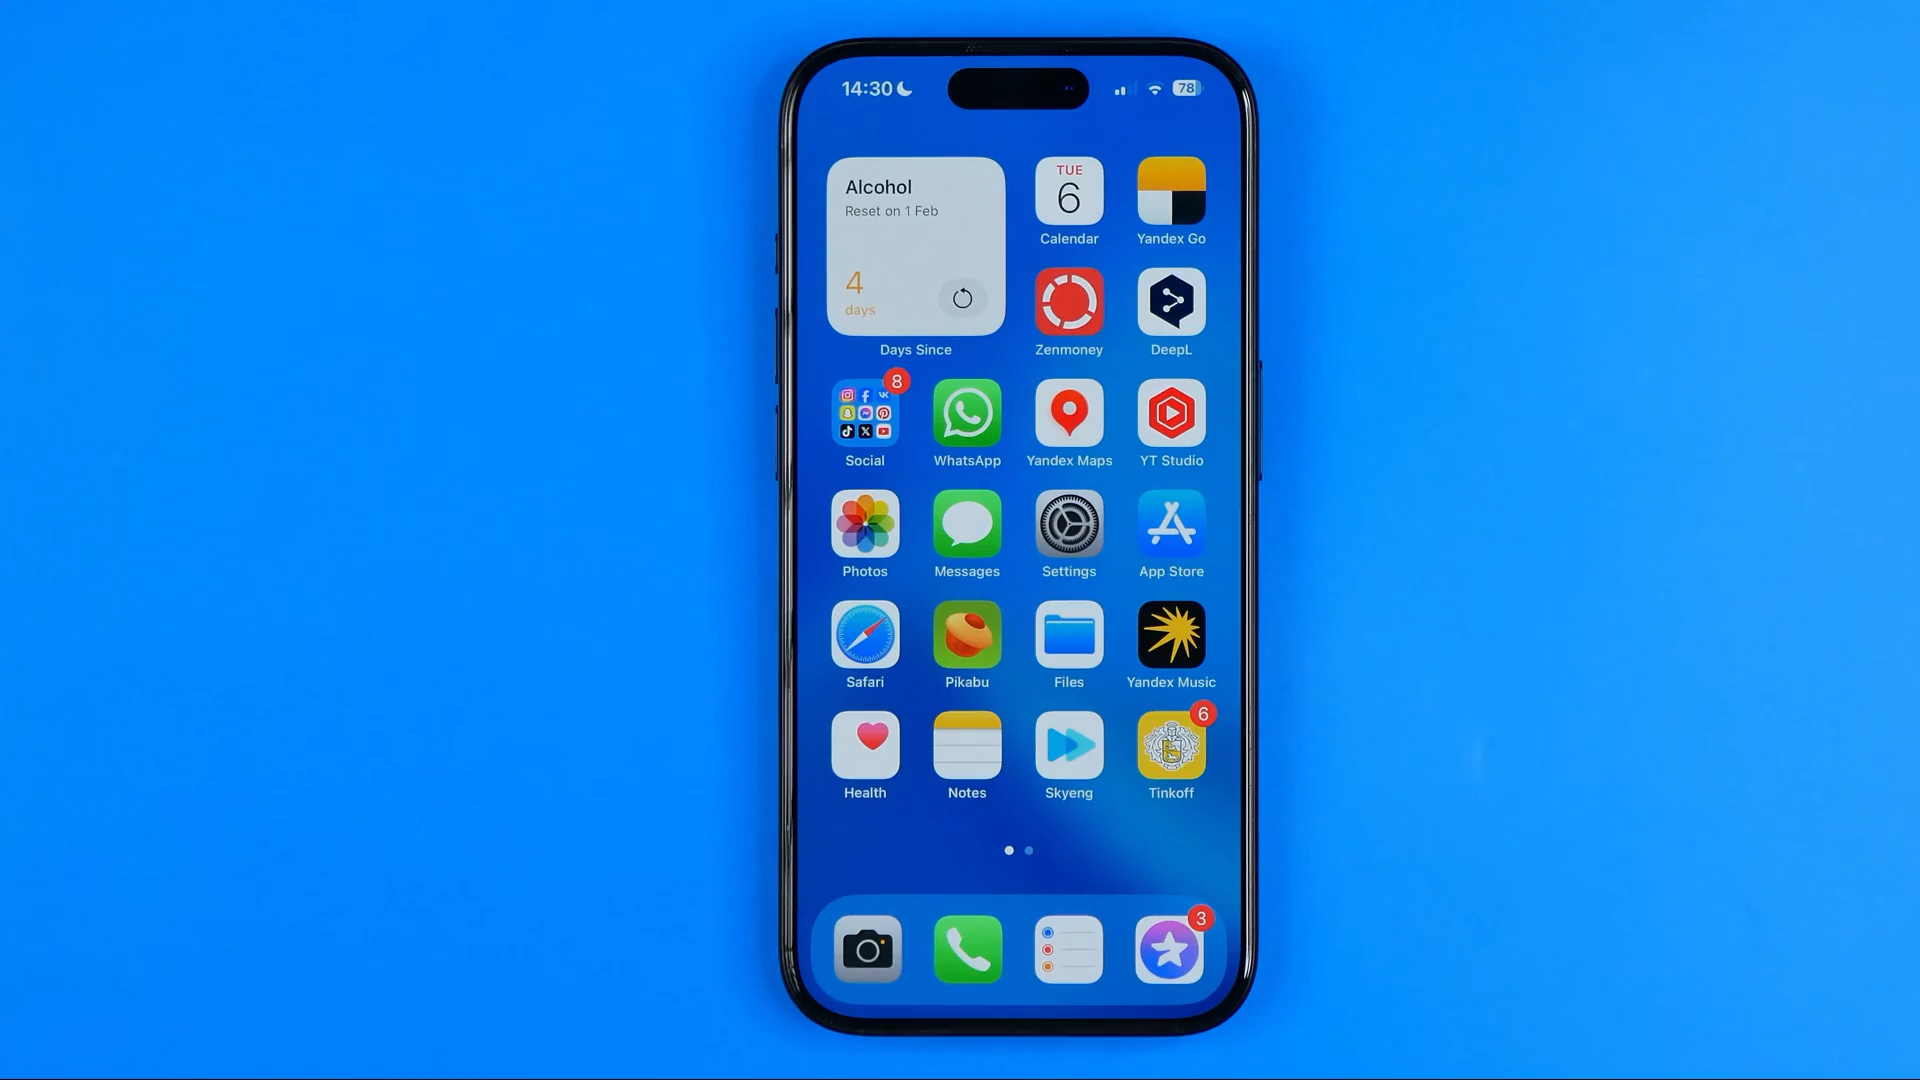 14:30
78
Alcohol
Reset on 1 Feb
4
days
Days Since
TUE
6
Calendar
Yandex Go
Zenmoney
DeepL
8
Social
WhatsApp
Yandex Maps
YT Studio
Photos
Messages
Settings
App Store
Safari
Pikabu
Files
Yandex Music
Health
Notes
Skyeng
6
Tinkoff
3